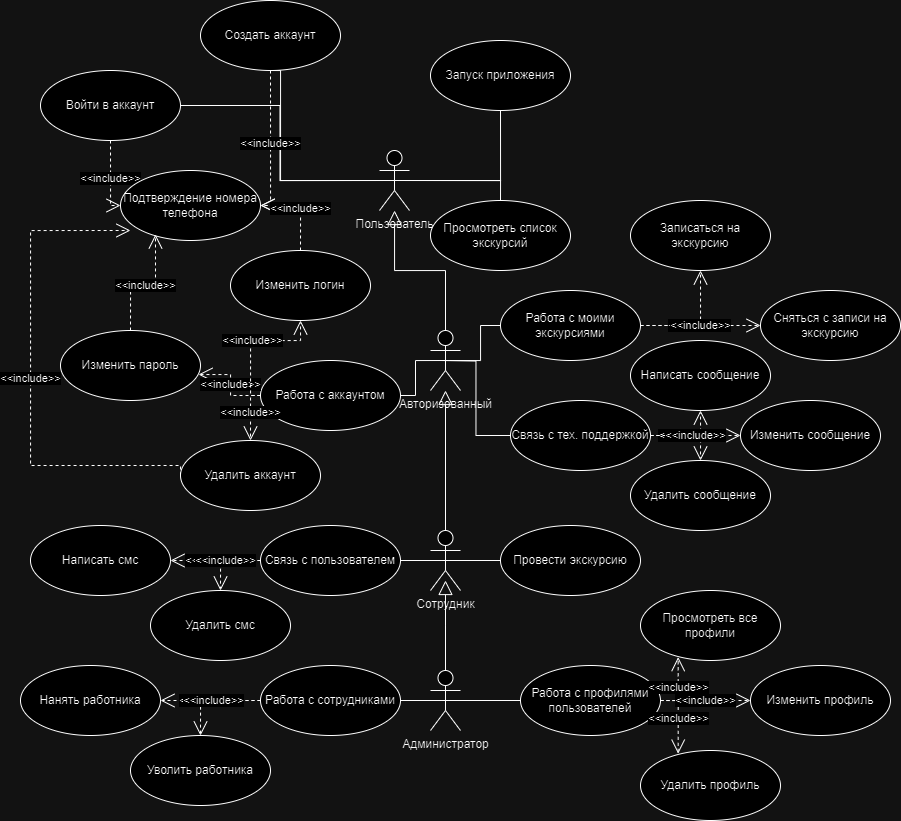 Создать аккаунт
Запуск приложения
Войти в аккаунт
<<include>>
<<include>>
Подтверждение номера
телефона
<<include>>
Пользователь
Просмотреть список
экскурсий
Записаться на
экскурсию
<<include>>
Изменить логин
Работа с моими
экскурсиями
<<include>>
Сняться с записи на
экскурсию
<<include>>
Изменить пароль
<<include>>
<<include>>
Работа с аккаунтом
<<include>>
Авторизованный
Написать сообщение
Связь с тех. поддержкой
<<include>>
Изменить сообщение
Удалить аккаунт
Удалить сообщение
Написать смс
<<include>>
Связь с пользователем
Провести экскурсию
Сотрудник
Удалить смс
Просмотреть все
профили
Нанять работника
<<include>>
Работа с сотрудниками
Работа с профилями
пользователей
<<include>>
<<include>>
<<include>>
Изменить профиль
Администратор
Уволить работника
Удалить профиль